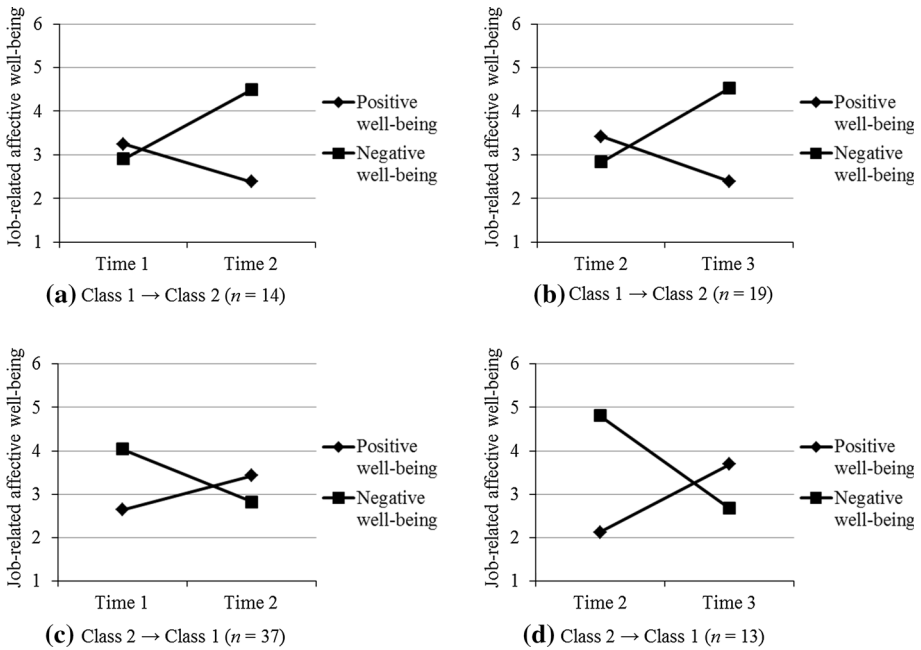 Job-related affective well-being
6
5
4
3
2
1
Time 1 Time 2
Positive
well-being
Negative
well-being
(a) Class 1 → Class 2 (n = 14)
Job-related affective well-being
6
5
4
3
2
1
Time 2 Time 3
Positive
well-being
Negative
well-being
(b) Class 1 → Class 2 (n = 19)
Job-related affective well-being
6
5
4
3
2
1
Time 1 Time 2
Positive
well-being
Negative
well-being
(c) Class 2 → Class 1 (n = 37)
Job-related affective well-being
6
5
4
3
2
1
Time 2 Time 3
Positive
well-being
Negative
well-being
(d) Class 2 → Class 1 (n = 13)